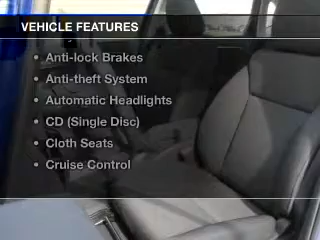 VEHICLE FEATURES
• Anti-lock Brakes
• Anti-theft System
• Automatic Headlights
• CD (Single Disc)
• Cloth Seats
• Cruise Control